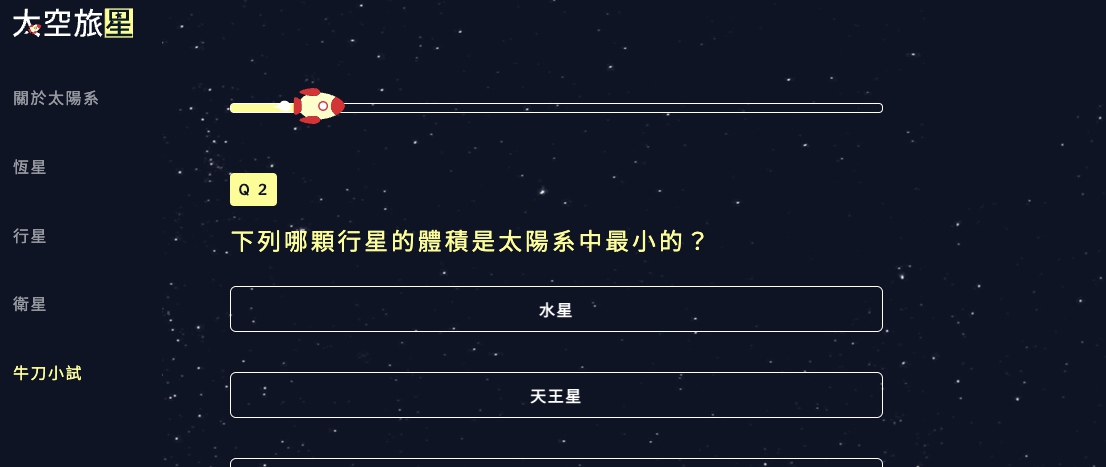 太空旅星
關於太陽系
恆星
行星
衛星
牛刀小試
Q 2
下列哪顆行星的體積是太陽系中最小的？
水星
天王星